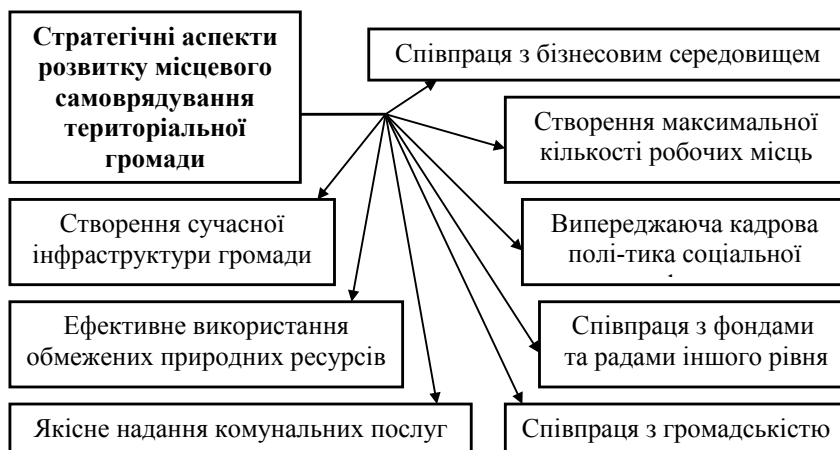 Стратегічні аспекти
розвитку місцевого
самоврядування
територіальної
громади
Співпраця з бізнесовим середовищем
Створення максимальної
кількості робочих місць
Створення сучасної
інфраструктури громади
Випереджаюча кадрова
полі-тика соціальної
Ефективне використання
обмежених природних ресурсів
Співпраця з фондами
та радами іншого рівня
Якісне надання комунальних послуг
Співпраця з громадськістю